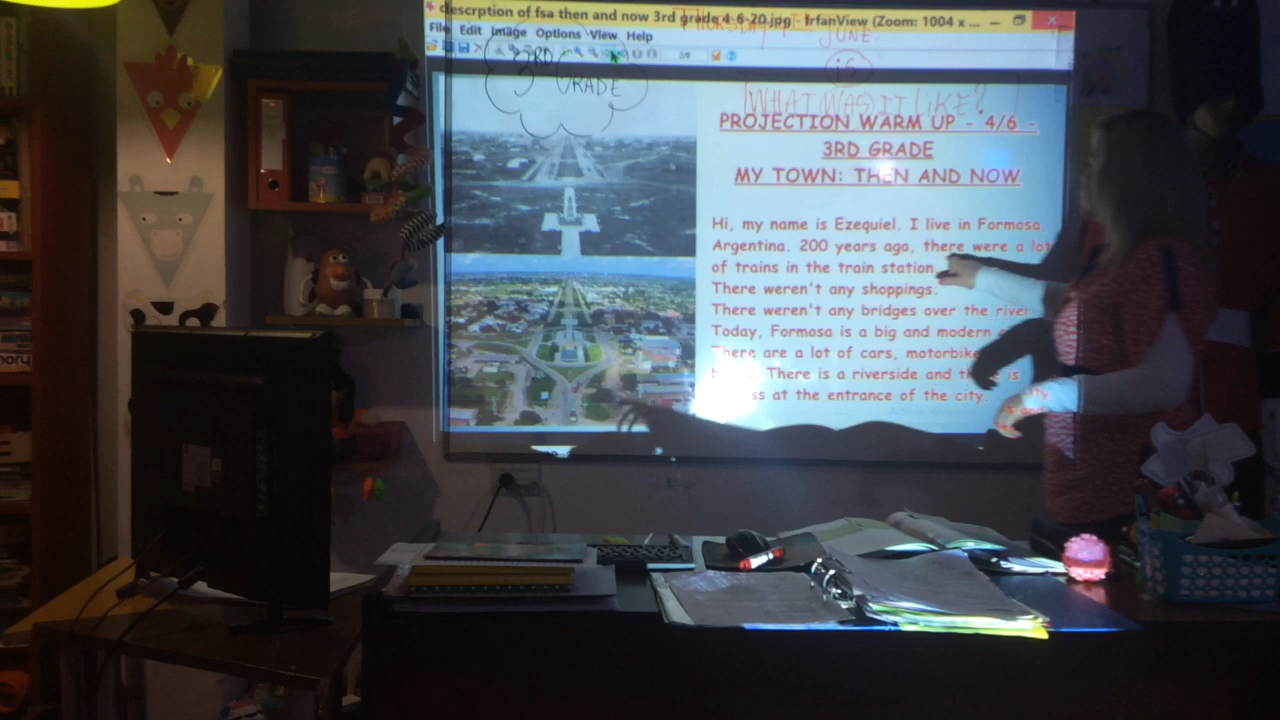 descrption of fsa then and now 3rd grade 4-6-20.jpg - IrfanView (Zoom: 1004 x ...
File Edit Image Options View Help
THURSDAY 4TH JUNE.
3RD GRADE
is
WHAT WAS IT LIKE?
PROJECTION WARM UP - 4/6 -
3RD GRADE
MY TOWN: THEN AND NOW
Hi, my name is Ezequiel. I live in Formosa,
Argentina. 200 years ago, there were a lot
of trains in the train station.
There weren't any shoppings.
There weren't any bridges over the river
Today, Formosa is a big and modern
There are a lot of cars, motorbike
There is a riverside and is
at the entrance of the city.